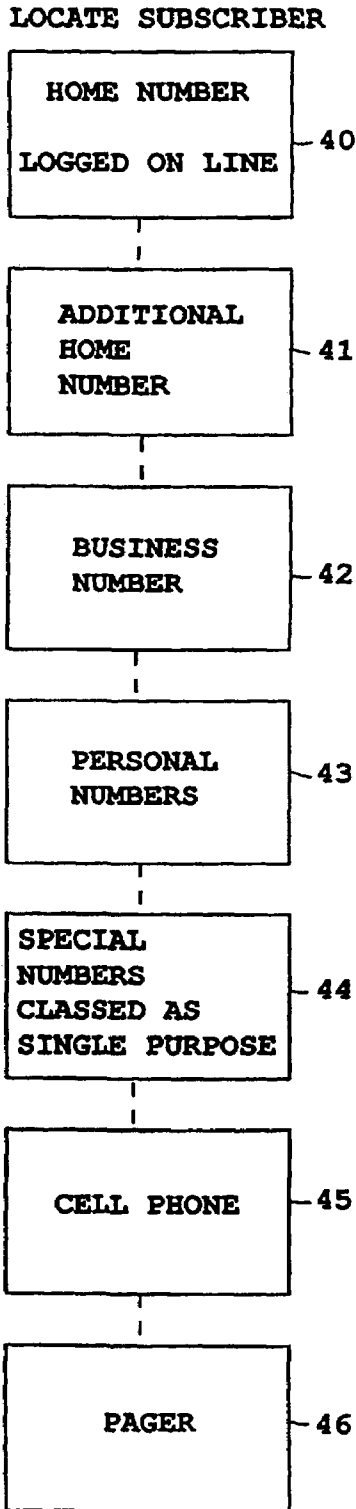 LOCATE SUBSCRIBER
HOME NUMBER
LOGGED ON LINE
40
ADDITIONAL
HOME
NUMBER
41
BUSINESS
NUMBER
42
PERSONAL
NUMBERS
43
SPECIAL
NUMBERS
CLASSED AS
SINGLE PURPOSE
44
CELL PHONE
45
PAGER
46